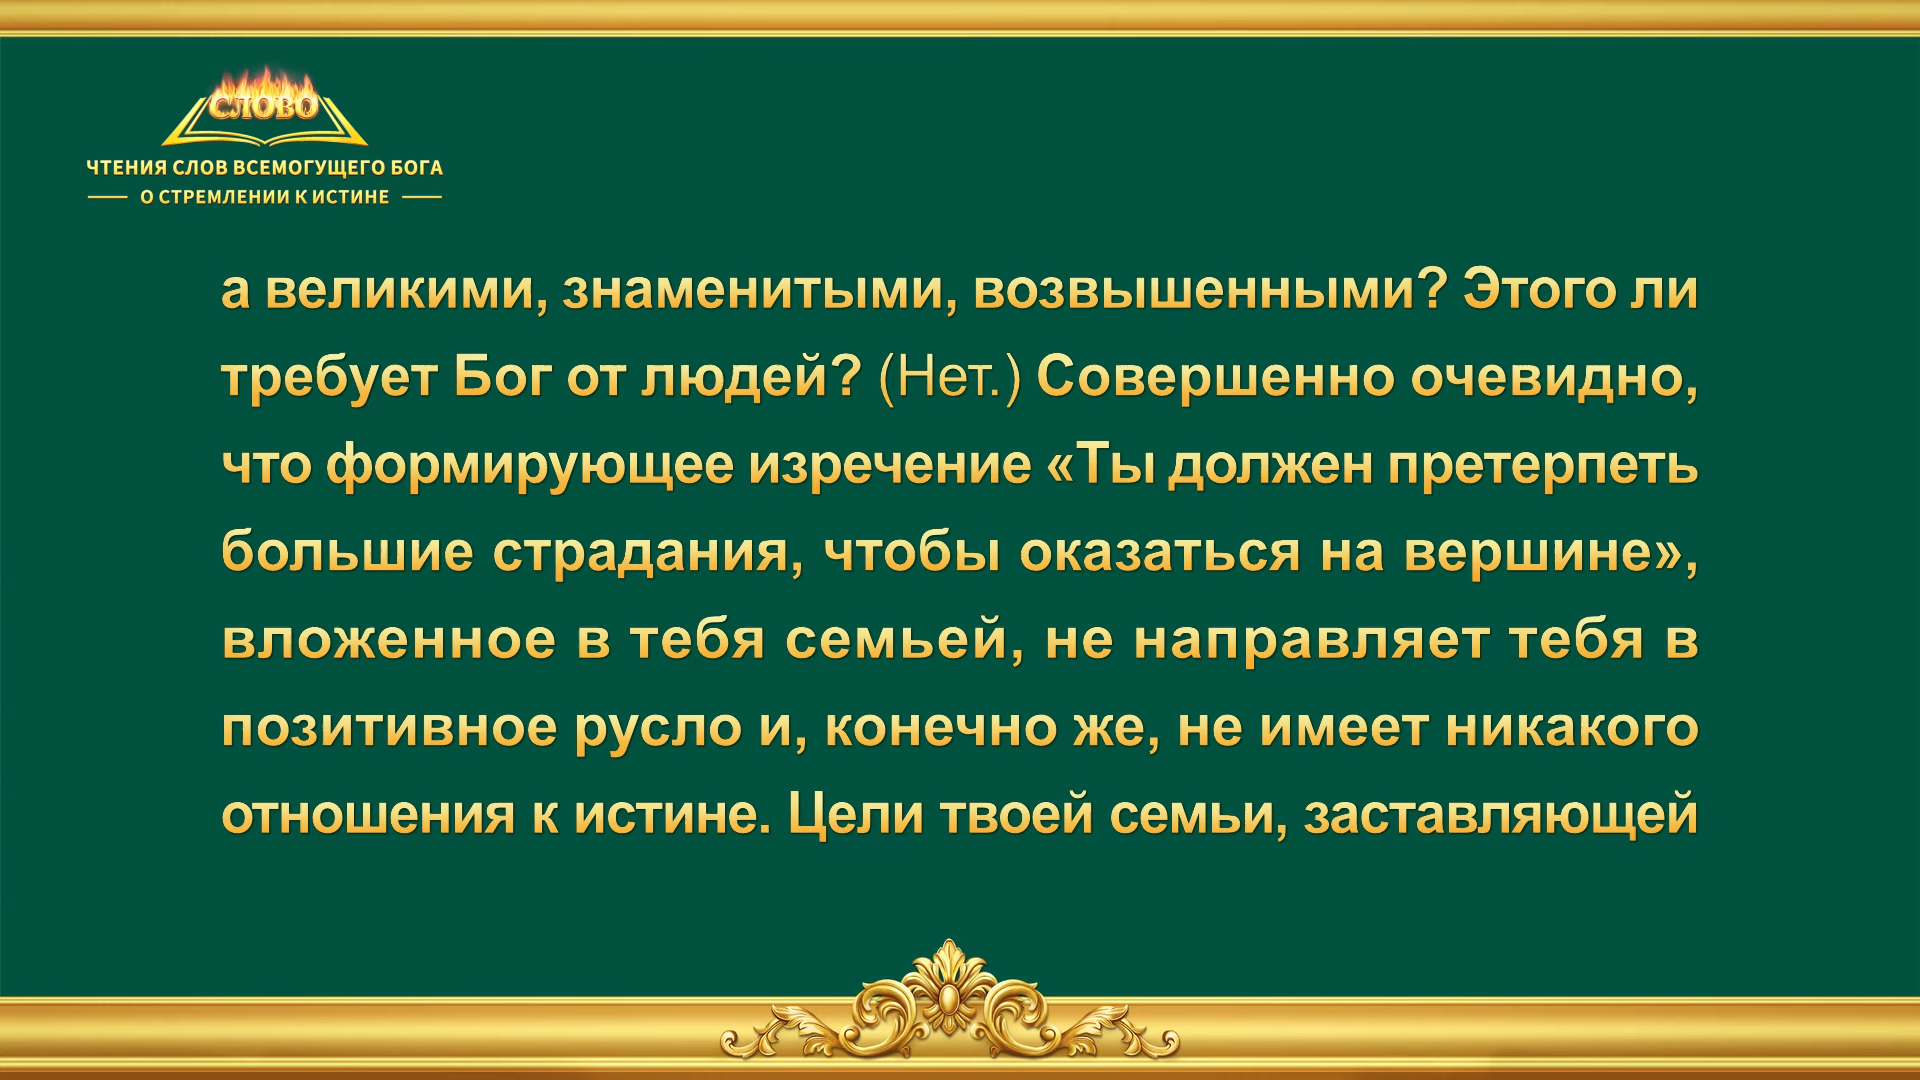 СЛОВО
ЧТЕНИЯ СЛОВ ВСЕМОГУЩЕГО БОГА
О СТРЕМЛЕНИИ К ИСТИНЕ
а великими, знаменитыми, возвышенными? Этого ли
требует Бог от людей? (Нет.) Совершенно очевидно,
что формирующее изречение «Ты должен претерпеть
большие страдания, чтобы оказаться на вершине»,
вложенное в тебя семьей, не направляет тебя в
позитивное русло и, конечно же, не имеет никакого
отношения к истине. Цели твоей семьи, заставляющей